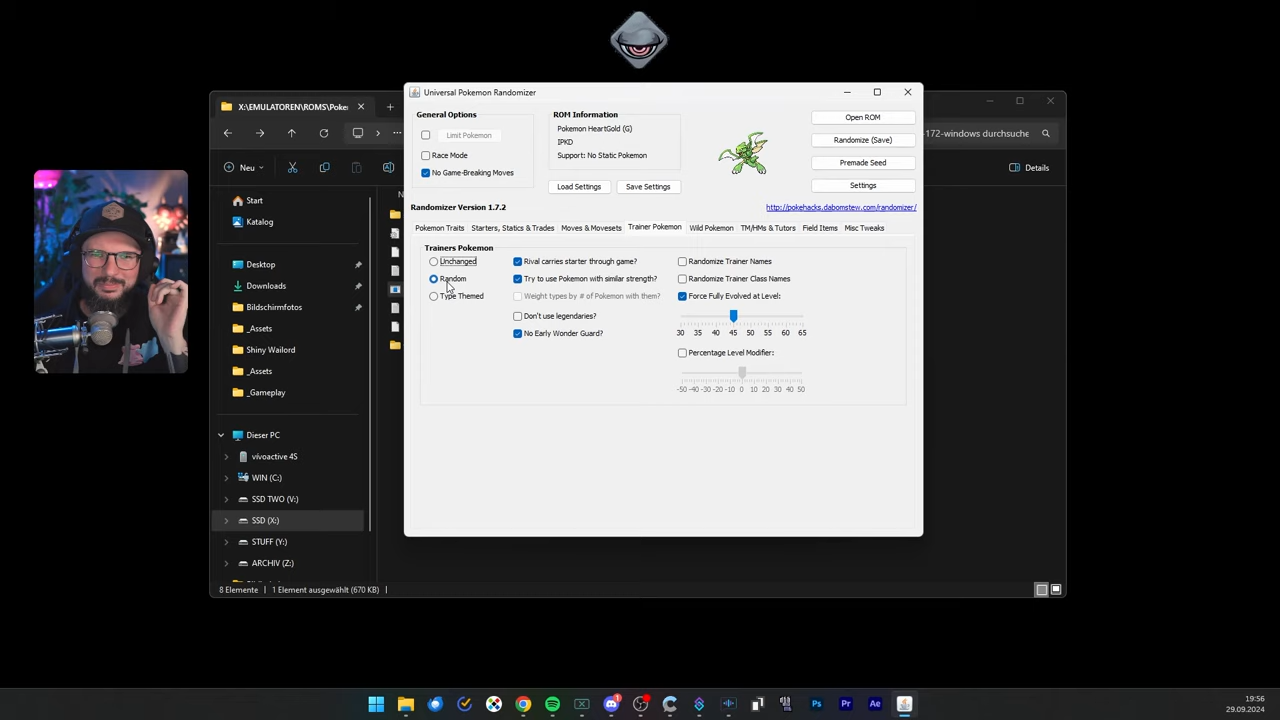 X:\EMULATOREN\ROMS\Poke
Universal Pokemon Randomizer
General Options
Limit Pokemon
Race Mode
No Game-Breaking Moves
ROM Information
Pokemon HeartGold (G)
IPKD
Support: No Static Pokemon
Load Settings
Save Settings
Open ROM
Randomize (Save)
Premade Seed
Settings
Randomizer Version 1.7.2
http://pokehacks.dabomstew.com/randomizer/
Pokemon Traits
Starters, Statics & Trades
Moves & Movesets
Trainer Pokemon
Wild Pokemon
TM/HMs & Tutors
Field Items
Misc Tweaks
Trainers Pokemon
Unchanged
Random
Type Themed
Rival carries starter through game?
Try to use Pokemon with similar strength?
Weight types by # of Pokemon with them?
Don't use legendaries?
No Early Wonder Guard?
Randomize Trainer Names
Randomize Trainer Class Names
Force Fully Evolved at Level:
30 35 40 45 50 55 60 65
Percentage Level Modifier:
-50 -40 -30 -20 -10 0 10 20 30 40 50
-172-windows durchsuche
Neu
Details
Start
Katalog
Desktop
Downloads
Bildschirmfotos
_Assets
Shiny Wailord
_Assets
_Gameplay
Dieser PC
vívoactive 4S
WIN (C:)
SSD TWO (V:)
SSD (X:)
STUFF (Y:)
ARCHIV (Z:)
8 Elemente
1 Element ausgewählt (670 KB)
Ps
Pr
Ae
19:56
29.09.2024